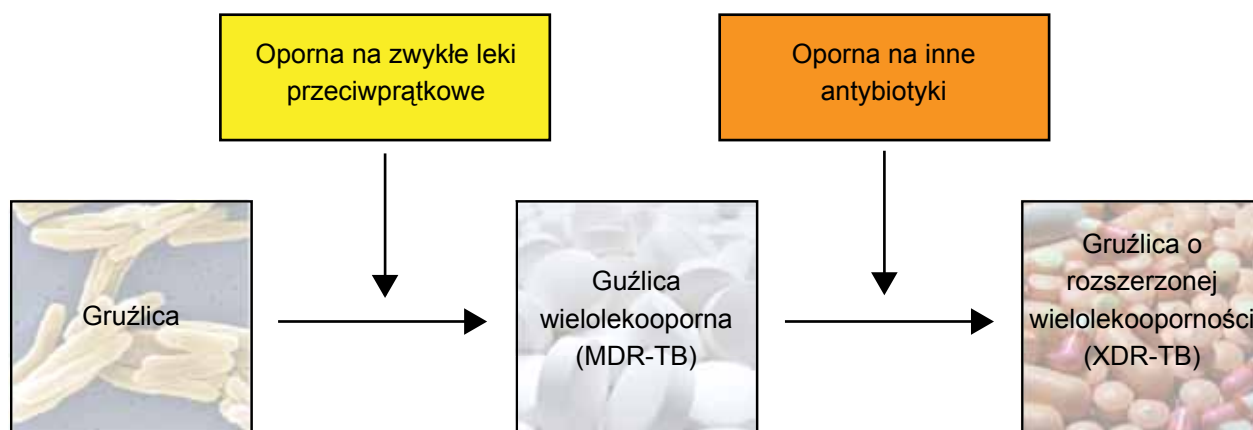 Oporna na zwykłe leki
przeciwprątkowe
Oporna na inne
antybiotyki
Gruźlica
Guźlica
wielolekooporna
(MDR-TB)
Gruźlica o
rozszerzonej
wielolekooporności
(XDR-TB)